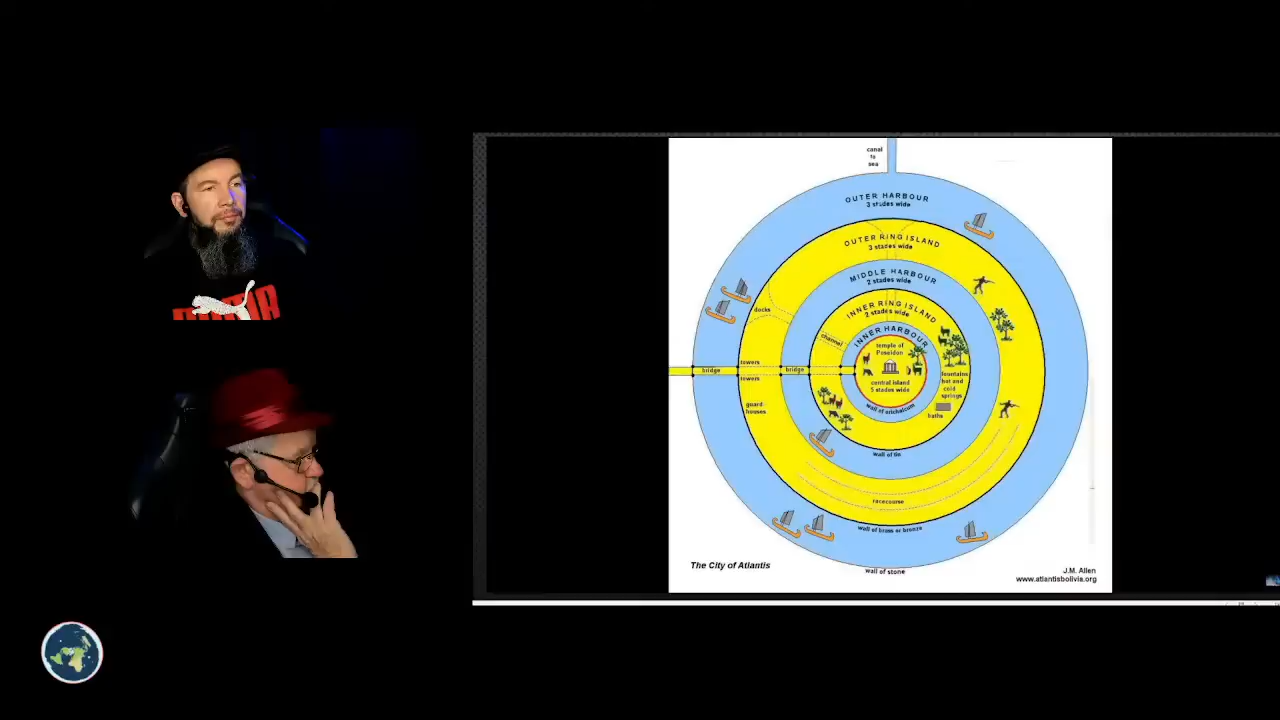 canal
to
sea
OUTER HARBOUR
3 stades wide
OUTER RING ISLAND
3 stades wide
MIDDLE HARBOUR
2 stades wide
INNER RING ISLAND
2 stades wide
docks
channel
INNER HARBOUR
temple of
Poseidon
towers
bridge
bridge
towers
central island
5 stades wide
fountains
hot and
cold
springs
guard
houses
wall of orichalcum
baths
wall of tin
racecourse
wall of brass or bronze
The City of Atlantis
wall of stone
J.M. Allen
www.atlantisbolivia.org